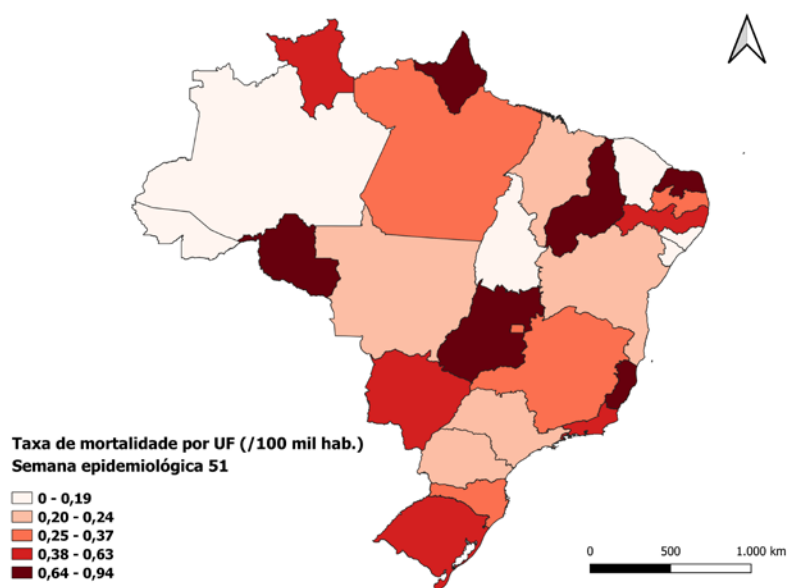 Taxa de mortalidade por UF (/100 mil hab.)
Semana epidemiológica 51
0 - 0,19
0,20 - 0,24
0,25 - 0,37
0,38 - 0,63
0,64 - 0,94
0 500 1.000 km